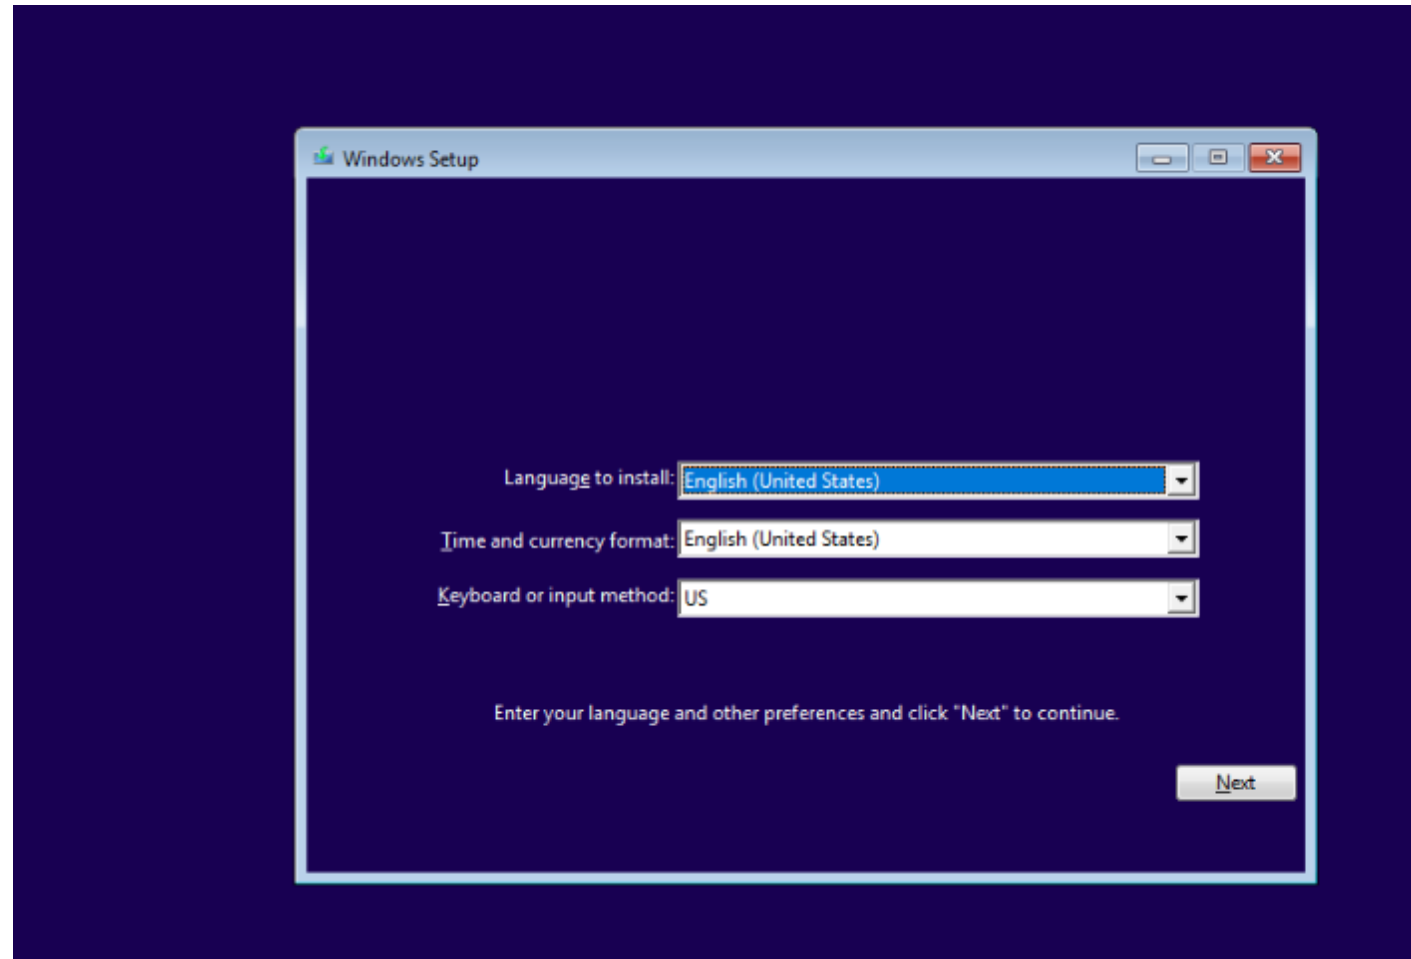 Windows Setup
Language to install: English (United States)
Time and currency format: English (United States)
Keyboard or input method: US
Enter your language and other preferences and click "Next" to continue.
Next